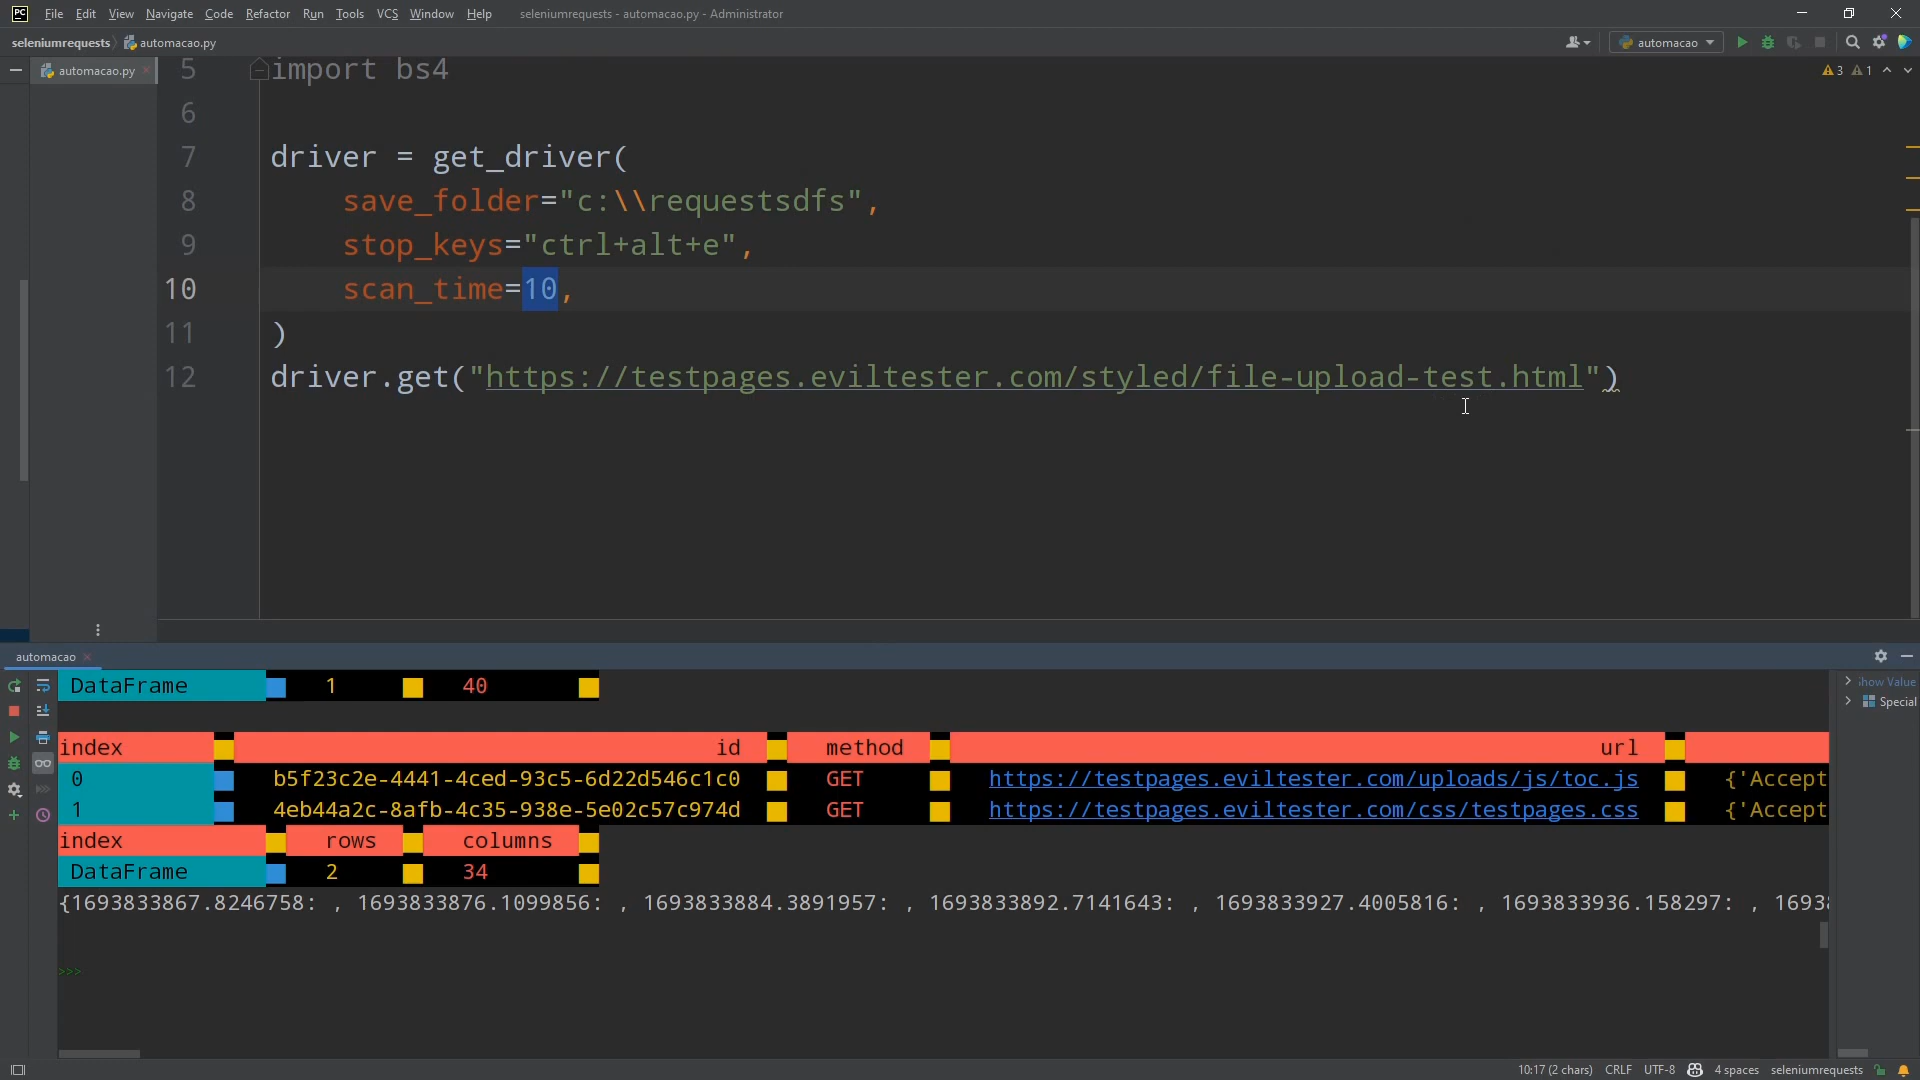 PC File Edit View Navigate Code Refactor Run Tools VCS Window Help seleniumrequests - automacao.py - Administrator
seleniumrequests automacao.py automacao
automacao.py 3 1
5 import bs4
6
7 driver = get_driver(
8 save_folder="c:\\requestsdfs",
9 stop_keys="ctrl+alt+e",
10 scan_time=10,
11 )
12 driver.get("https://testpages.eviltester.com/styled/file-upload-test.html")
automacao
DataFrame 1 40
index id method url
0 b5f23c2e-4441-4ced-93c5-6d22d546c1c0 GET https://testpages.eviltester.com/uploads/js/toc.js {'Accept
1 4eb44a2c-8afb-4c35-938e-5e02c57c974d GET https://testpages.eviltester.com/css/testpages.css {'Accept
index rows columns
DataFrame 2 34
{1693833867.8246758: , 1693833876.1099856: , 1693833884.3891957: , 1693833892.7141643: , 1693833927.4005816: , 1693833936.158297: , 1693
>>>
how Value
Special
10:17 (2 chars) CRLF UTF-8 4 spaces seleniumrequests